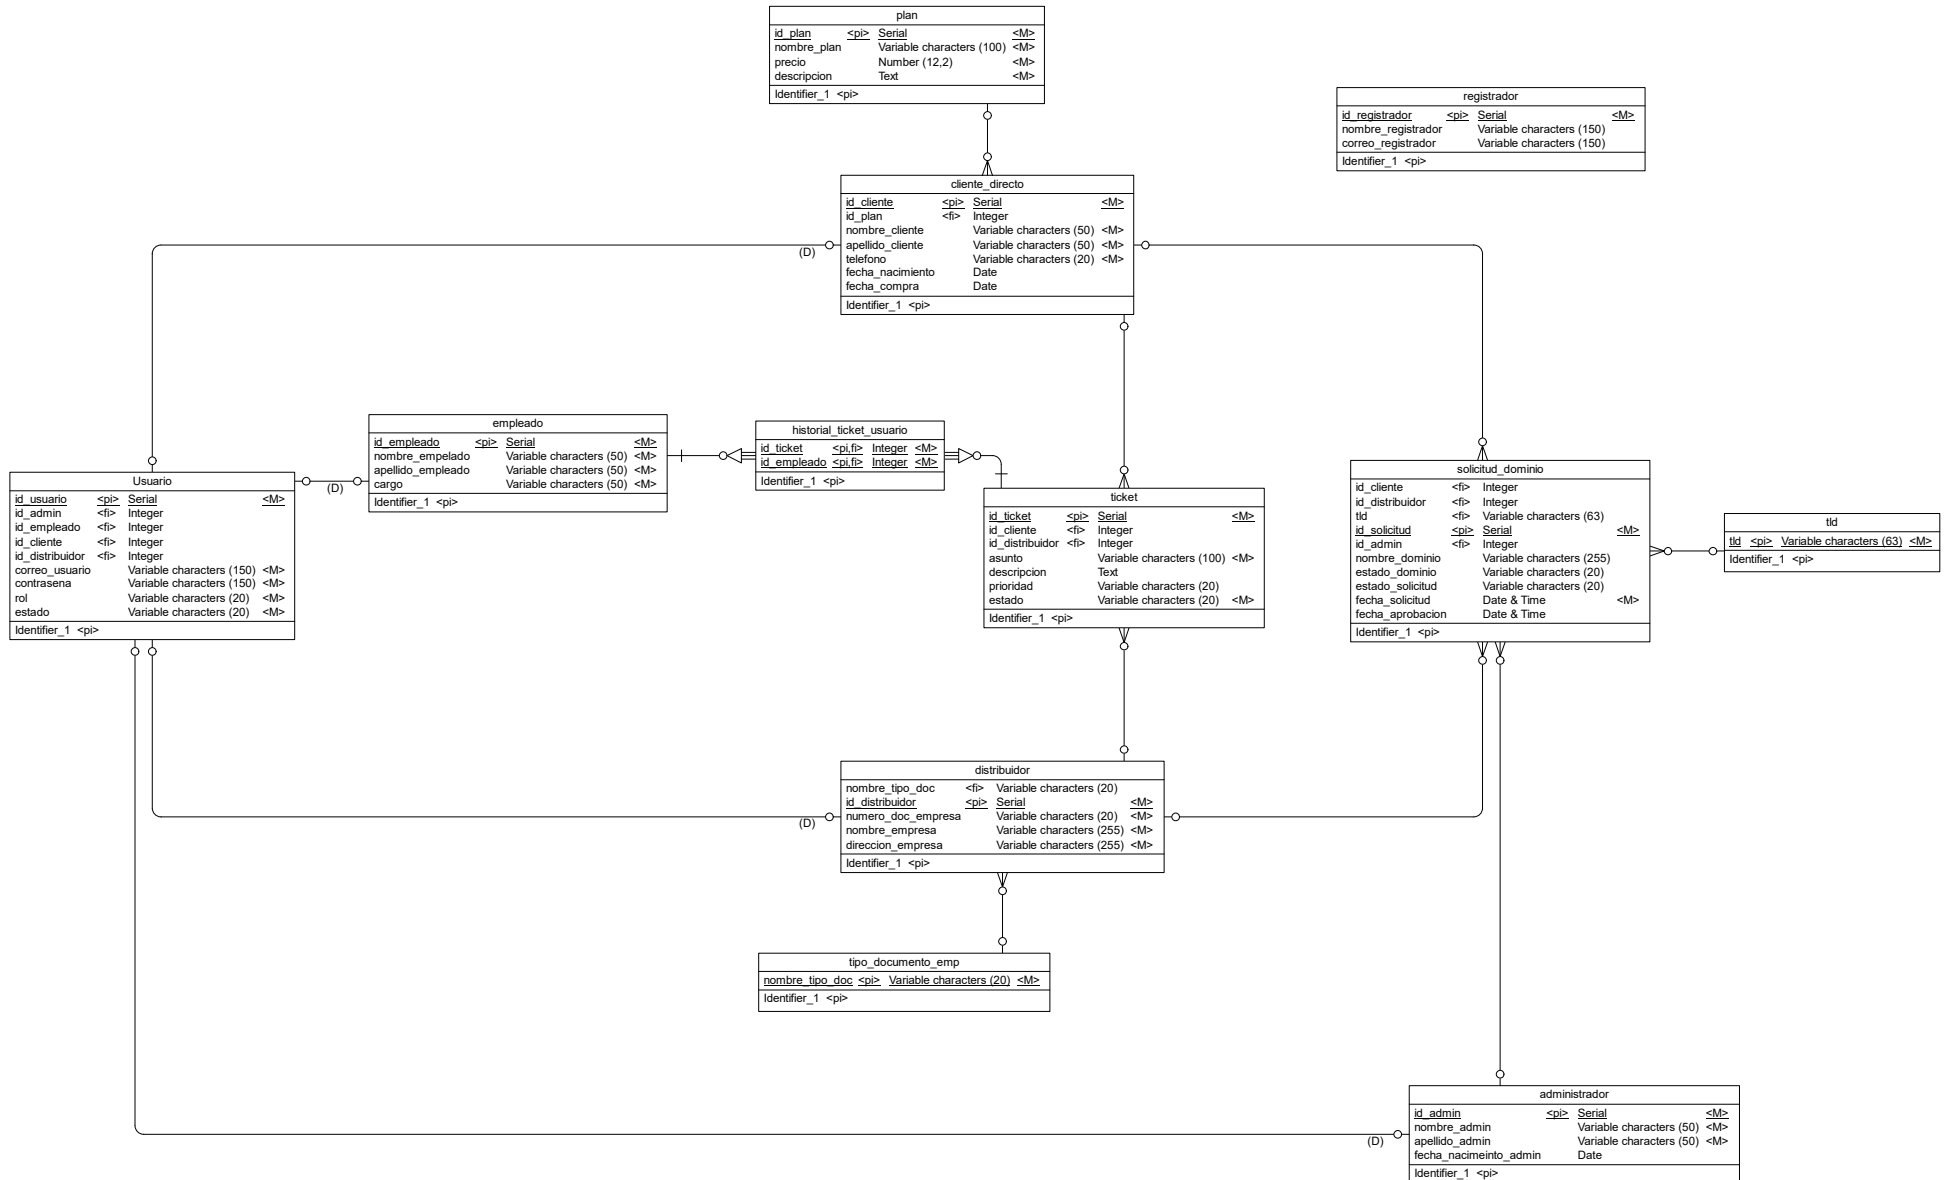 plan
id_plan <pi> Serial <M>
nombre_plan Variable characters (100) <M>
precio Number (12,2) <M>
descripcion Text <M>
Identifier_1 <pi>
registrador
id_registrador <pi> Serial <M>
nombre_registrador Variable characters (150)
correo_registrador Variable characters (150)
Identifier_1 <pi>
cliente_directo
id_cliente <pi> Serial <M>
id_plan <fi> Integer
nombre_cliente Variable characters (50) <M>
apellido_cliente Variable characters (50) <M>
telefono Variable characters (20) <M>
fecha_nacimiento Date
fecha_compra Date
Identifier_1 <pi>
(D)
empleado
id_empleado <pi> Serial <M>
nombre_empelado Variable characters (50) <M>
apellido_empleado Variable characters (50) <M>
cargo Variable characters (50) <M>
Identifier_1 <pi>
historial_ticket_usuario
id_ticket <pi,fi> Integer <M>
id_empleado <pi,fi> Integer <M>
Identifier_1 <pi>
Usuario
id_usuario <pi> Serial <M>
id_admin <fi> Integer
id_empleado <fi> Integer
id_cliente <fi> Integer
id_distribuidor <fi> Integer
correo_usuario Variable characters (150) <M>
contrasena Variable characters (150) <M>
rol Variable characters (20) <M>
estado Variable characters (20) <M>
Identifier_1 <pi>
(D)
ticket
id_ticket <pi> Serial <M>
id_cliente <fi> Integer
id_distribuidor <fi> Integer
asunto Variable characters (100) <M>
descripcion Text
prioridad Variable characters (20)
estado Variable characters (20) <M>
Identifier_1 <pi>
solicitud_dominio
id_cliente <fi> Integer
id_distribuidor <fi> Integer
tld <fi> Variable characters (63)
id_solicitud <pi> Serial <M>
id_admin <fi> Integer
nombre_dominio Variable characters (255)
estado_dominio Variable characters (20)
estado_solicitud Variable characters (20)
fecha_solicitud Date & Time <M>
fecha_aprobacion Date & Time
Identifier_1 <pi>
tld
tld <pi> Variable characters (63) <M>
Identifier_1 <pi>
distribuidor
nombre_tipo_doc <fi> Variable characters (20)
id_distribuidor <pi> Serial <M>
numero_doc_empresa Variable characters (20) <M>
nombre_empresa Variable characters (255) <M>
direccion_empresa Variable characters (255) <M>
Identifier_1 <pi>
(D)
tipo_documento_emp
nombre_tipo_doc <pi> Variable characters (20) <M>
Identifier_1 <pi>
administrador
id_admin <pi> Serial <M>
nombre_admin Variable characters (50) <M>
apellido_admin Variable characters (50) <M>
fecha_nacimeinto_admin Date
Identifier_1 <pi>
(D)